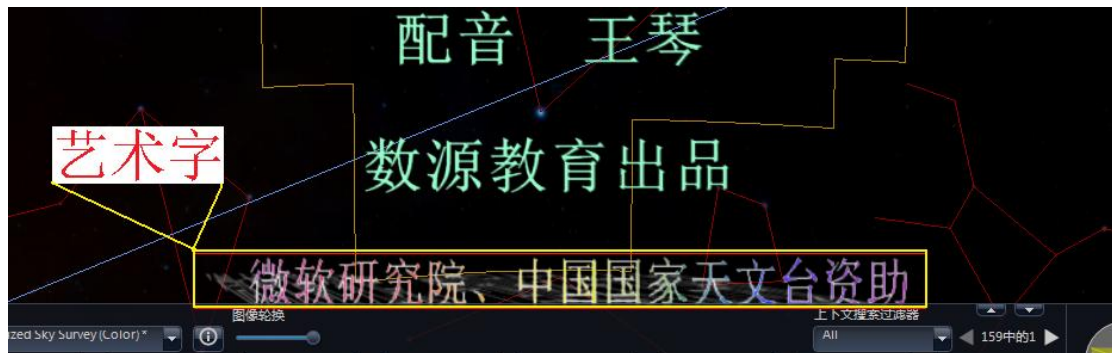 配音 王琴
艺术字
数源教育出品
微软研究院、中国国家天文台资助
图像轮换
上下文搜索过滤器
ized Sky Survey (Color) *
All
159中的1